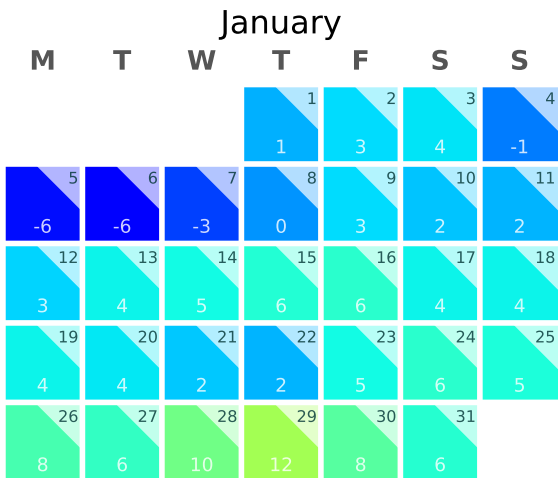 January
M T W T F S S
1 2 3 4
1 3 4 -1
5 6 7 8 9 10 11
-6 -6 -3 0 3 2 2
12 13 14 15 16 17 18
3 4 5 6 6 4 4
19 20 21 22 23 24 25
4 4 2 2 5 6 5
26 27 28 29 30 31
8 6 10 12 8 6